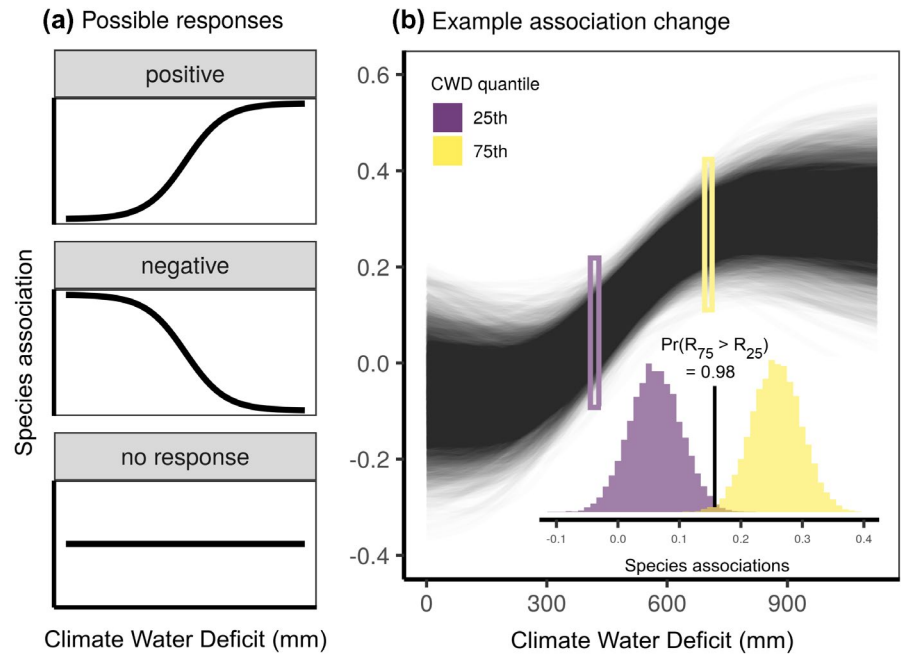 (a) Possible responses
positive
negative
no response
Species association
Climate Water Deficit (mm)
(b) Example association change
0.6
0.4
0.2
0.0
-0.2
-0.4
CWD quantile
25th
75th
Pr(R75 > R25)
= 0.98
-0.1 0.0 0.1 0.2 0.3 0.4
Species associations
0 300 600 900
Climate Water Deficit (mm)